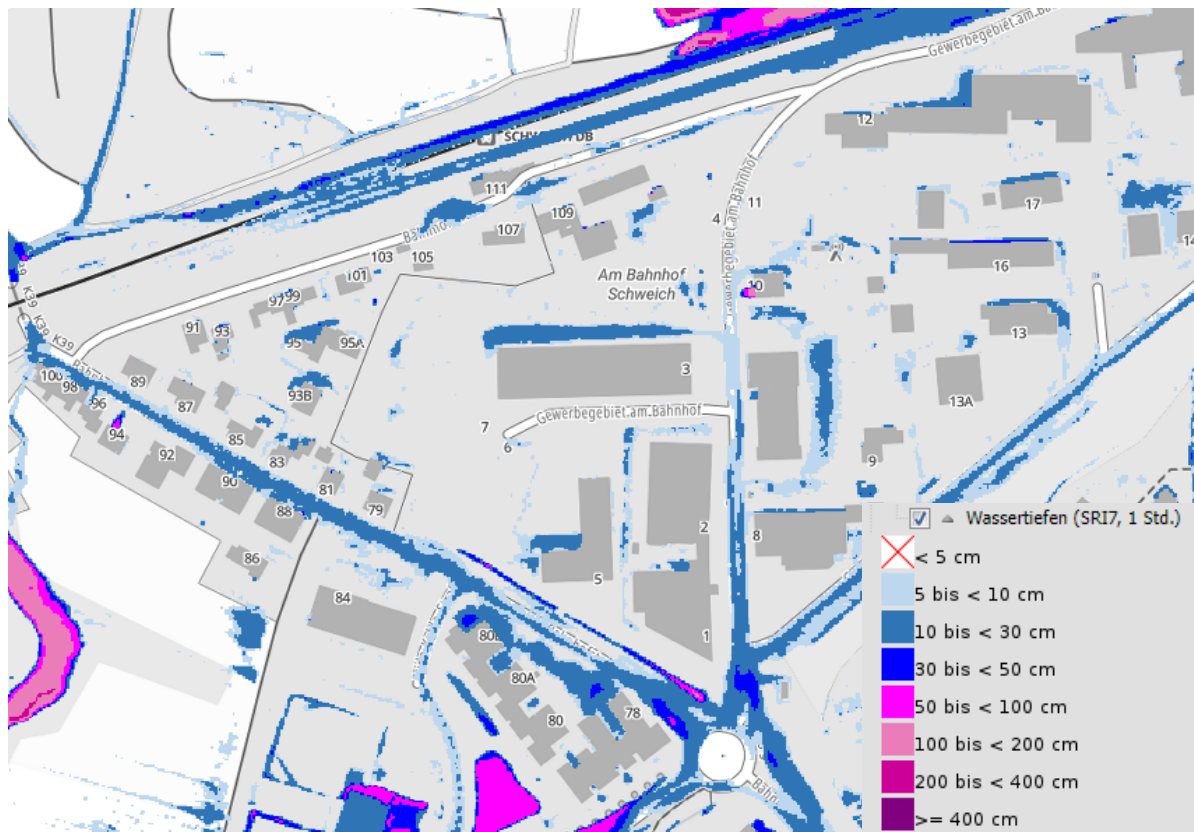 Gewerbegebiet am Bahnhof
12
SCHWEICH DB
111
17
11
4
109
107
Bahnhof
103
105
101
14
16
Am Bahnhof
Schweich
Gewerbegebiet am Bahnhof
10
K39
99
97
K39
K39
91
93
95
95A
13
3
89
100
98
96
87
93B
13A
94
Gewerbegebiet am Bahnhof
7
6
85
92
83
9
90
81
79
88
2
8
86
5
84
1
80B
80A
80
78
Bahn
Wassertiefen (SRI7, 1 Std.)
< 5 cm
5 bis < 10 cm
10 bis < 30 cm
30 bis < 50 cm
50 bis < 100 cm
100 bis < 200 cm
200 bis < 400 cm
>= 400 cm